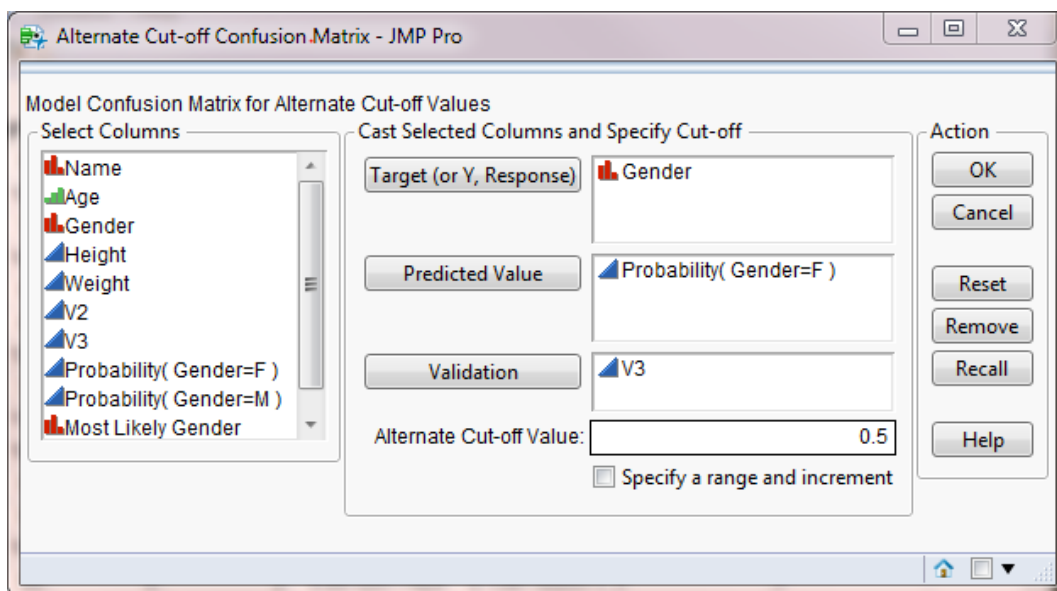 Alternate Cut-off Confusion Matrix - JMP Pro
Model Confusion Matrix for Alternate Cut-off Values
Select Columns
Name
Age
Gender
Height
Weight
V2
V3
Probability( Gender=F )
Probability( Gender=M )
Most Likely Gender
Cast Selected Columns and Specify Cut-off
Target (or Y, Response)
Gender
Predicted Value
Probability( Gender=F )
Validation
V3
Alternate Cut-off Value: 0.5
Specify a range and increment
Action
OK
Cancel
Reset
Remove
Recall
Help